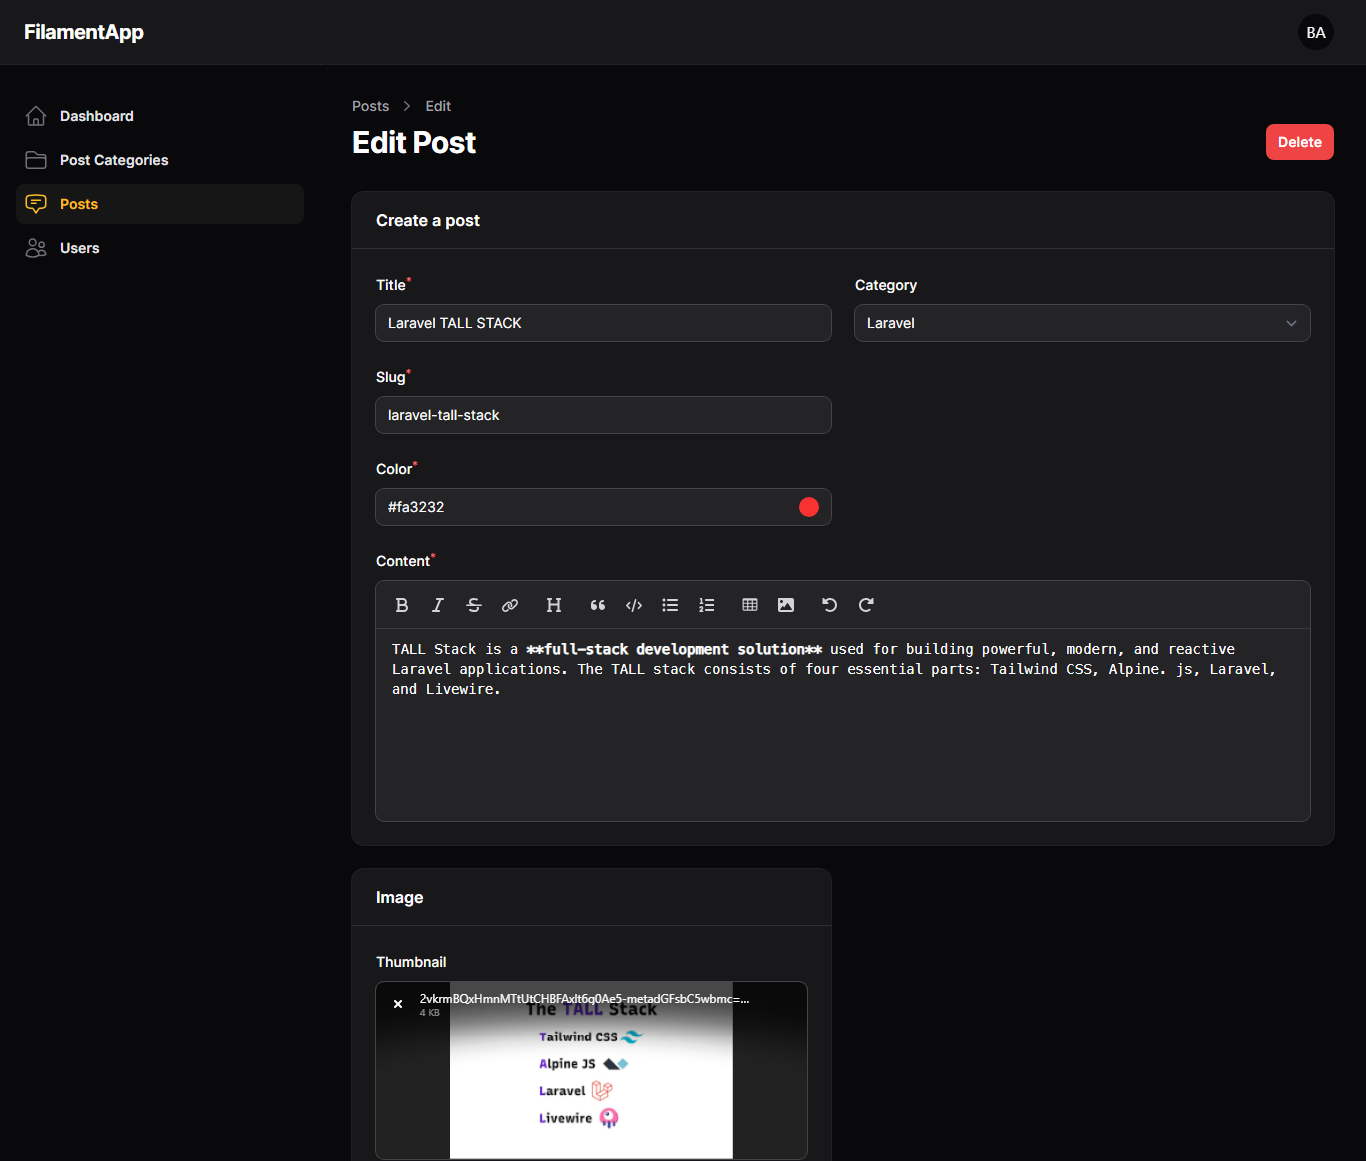 FilamentApp
BA
Dashboard
Post Categories
Posts
Users
Posts > Edit
Edit Post
Delete
Create a post
Title*
Category
Laravel TALL STACK
Laravel
Slug*
laravel-tall-stack
Color*
#fa3232
Content*
TALL Stack is a **full-stack development solution** used for building powerful, modern, and reactive
Laravel applications. The TALL stack consists of four essential parts: Tailwind CSS, Alpine. js, Laravel,
and Livewire.
Image
Thumbnail
4 KB
The TALL Stack
Tailwind CSS
Alpine JS
Laravel
Livewire